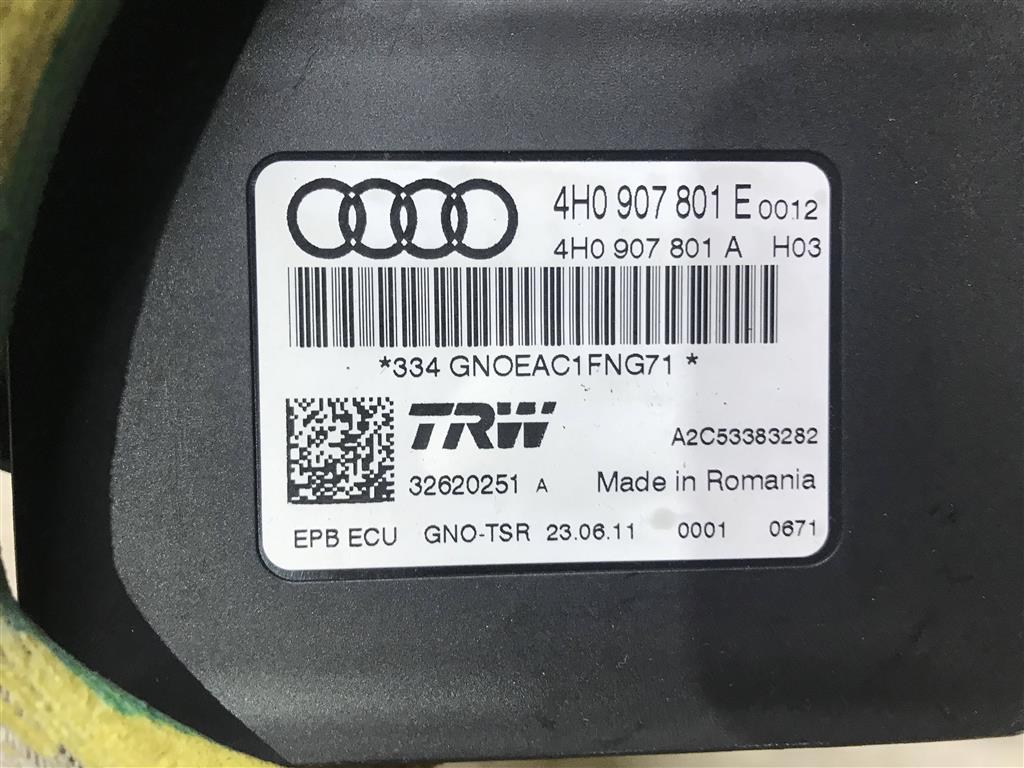 4H0 907 801 E 0012
4H0 907 801 A H03
*334 GNOEAC1FNG71 *
TRW
A2C53383282
32620251 A Made in Romania
EPB ECU GNO-TSR 23.06.11 0001 0671